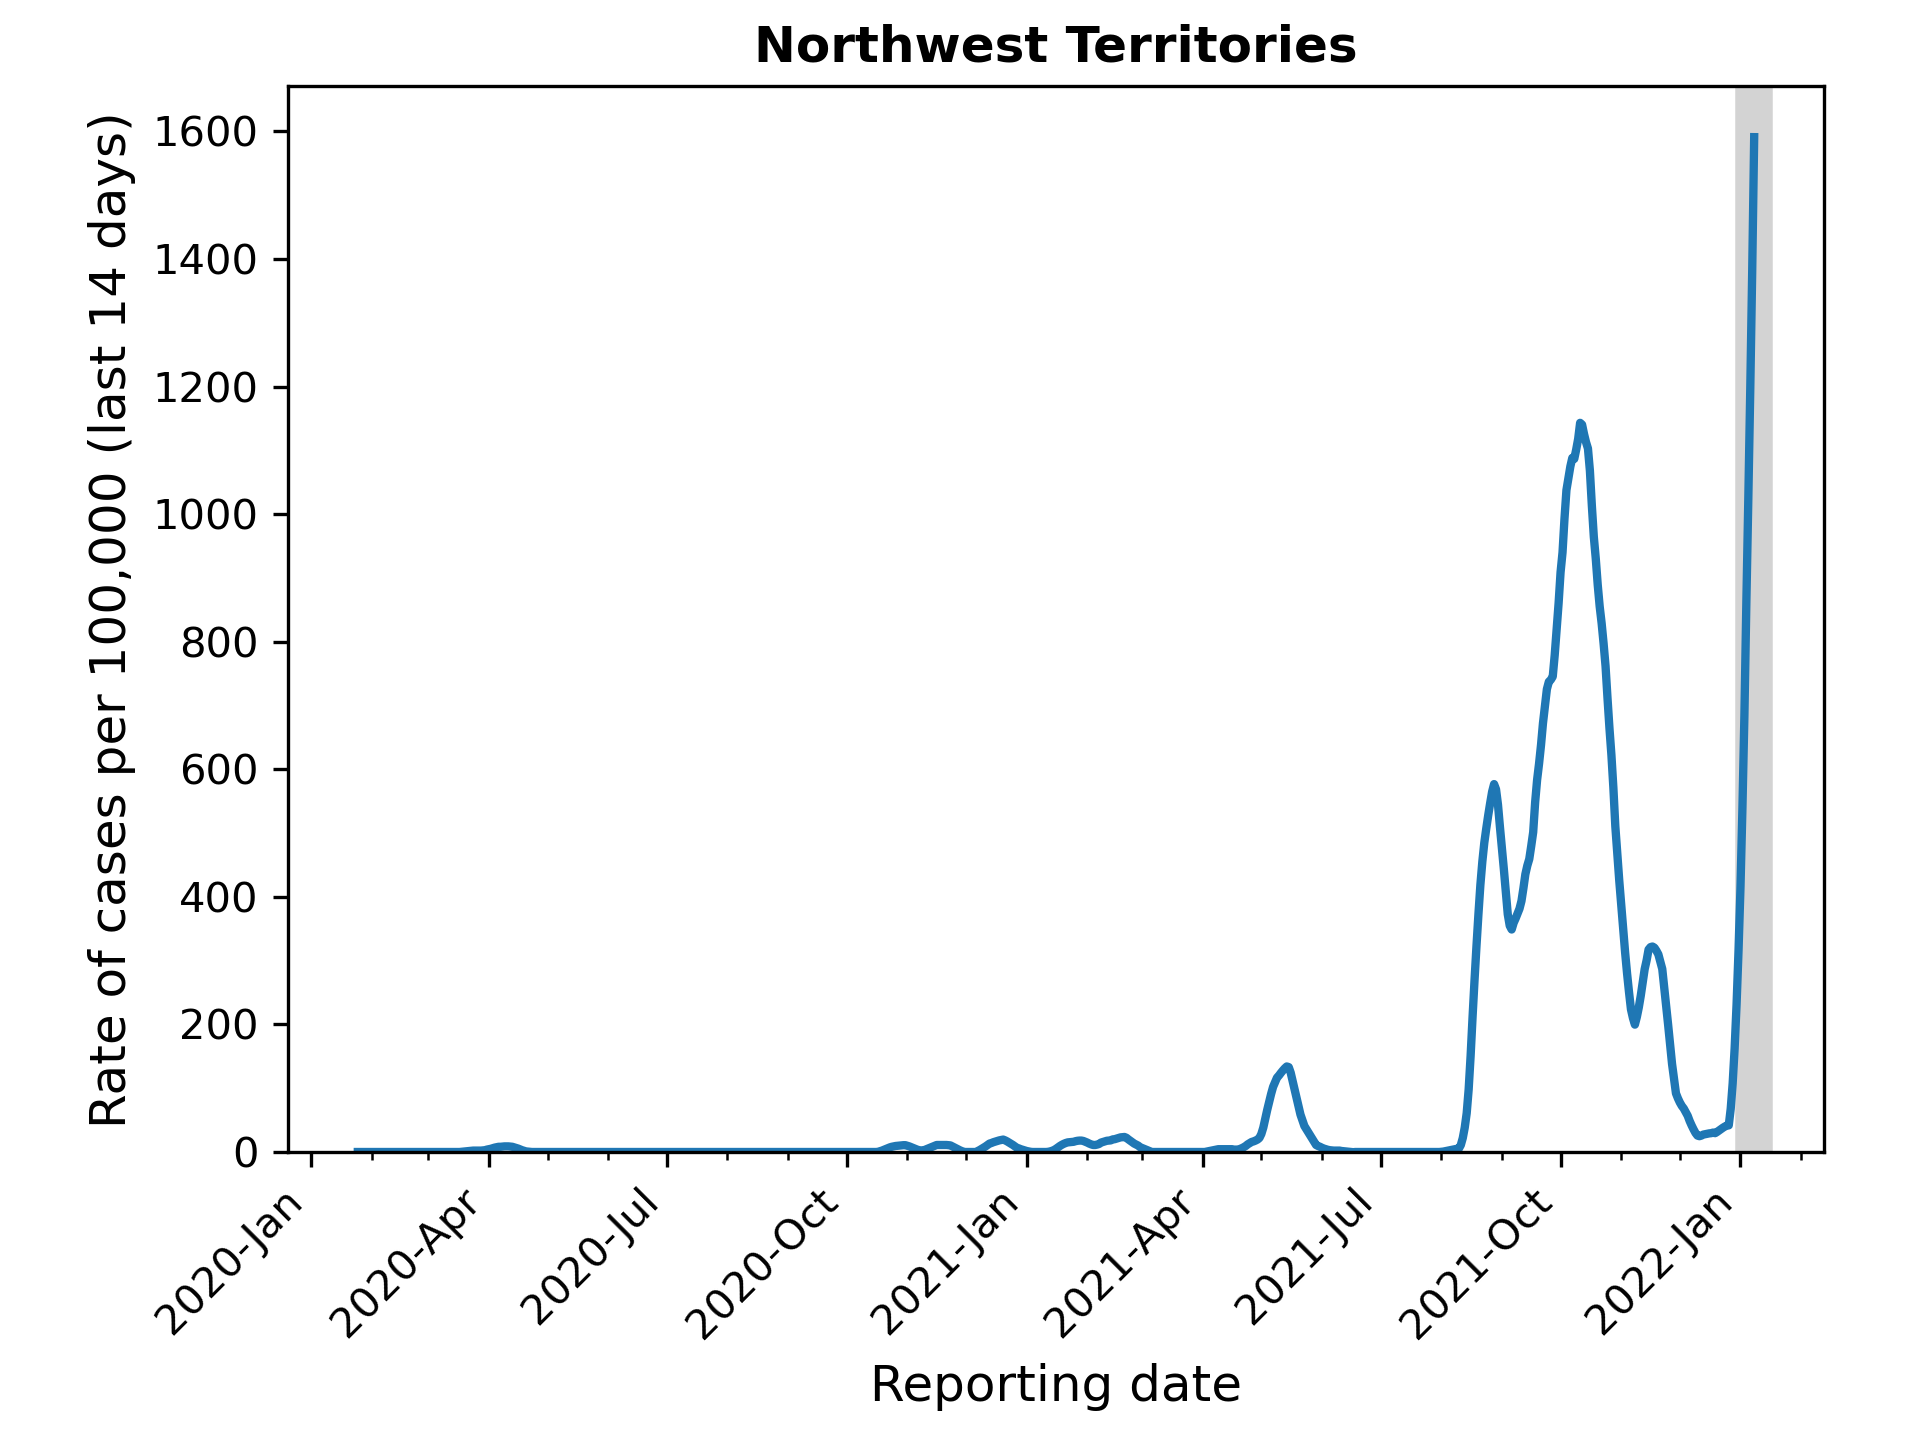 Northwest Territories
Rate of cases per 100,000 (last 14 days)
1600
1400
1200
1000
800
600
400
200
0
2020-Jan
2020-Apr
2020-Jul
2020-Oct
2021-Jan
2021-Apr
2021-Jul
2021-Oct
2022-Jan
Reporting date